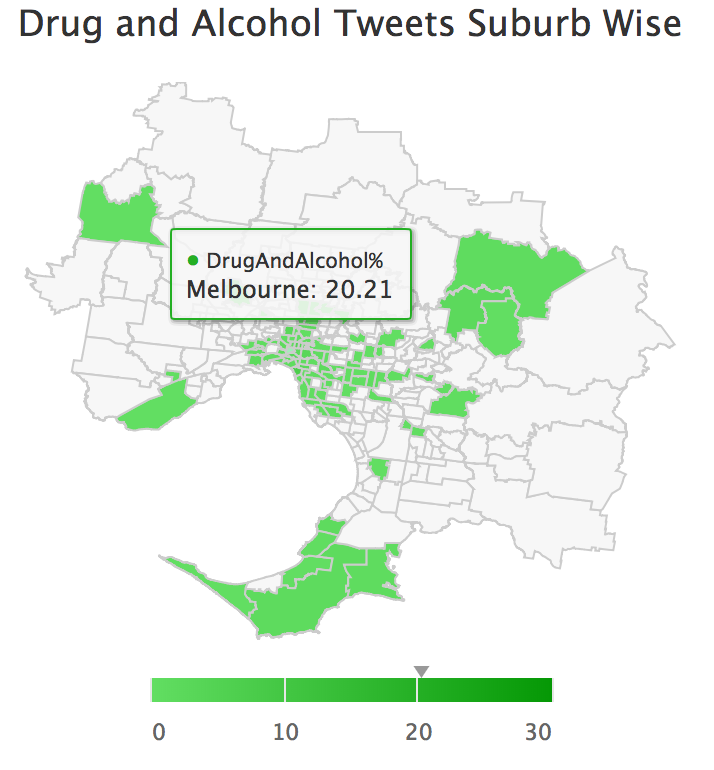 Drug and Alcohol Tweets Suburb Wise
● DrugAndAlcohol%
Melbourne: 20.21
0 10 20 30